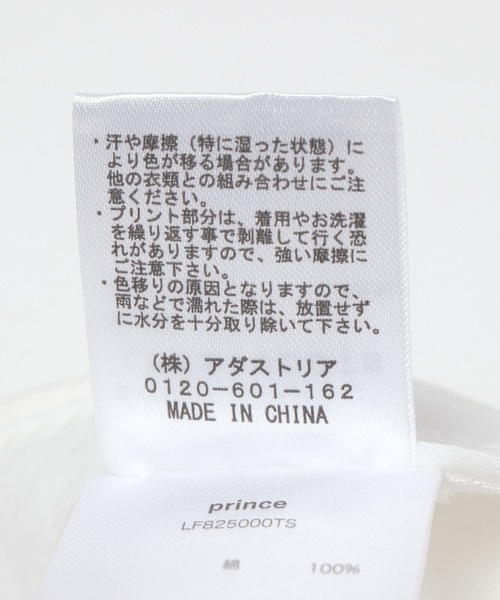 ・汗や摩擦（特に湿った状態）に
より色が移る場合があります。
他の衣類との組み合わせにご注
意ください。
・プリント部分は、着用やお洗濯
を繰り返す事で剥離して行く恐
れがありますので、強い摩擦に
ご注意下さい。
・色移りの原因となりますので、
雨などで濡れた際は、放置せず
に水分を十分取り除いて下さい。
（株）アダストリア
0120-601-162
MADE IN CHINA
prince
LF825000TS
綿 100%